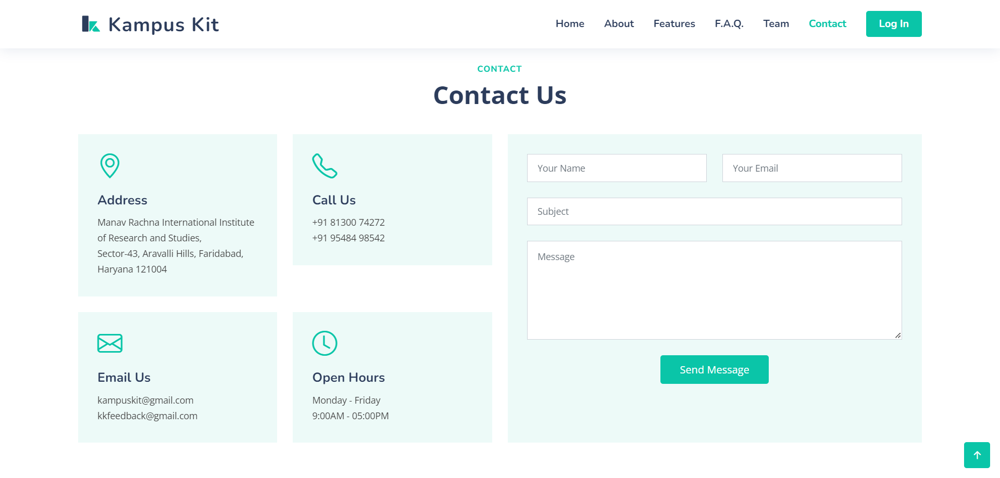 Kampus Kit
Home About Features F.A.Q. Team Contact Log In
CONTACT
Contact Us
Address
Manav Rachna International Institute
of Research and Studies,
Sector-43, Aravalli Hills, Faridabad,
Haryana 121004
Call Us
+91 81300 74272
+91 95484 98542
Email Us
kampuskit@gmail.com
kkfeedback@gmail.com
Open Hours
Monday - Friday
9:00AM - 05:00PM
Your Name
Your Email
Subject
Message
Send Message